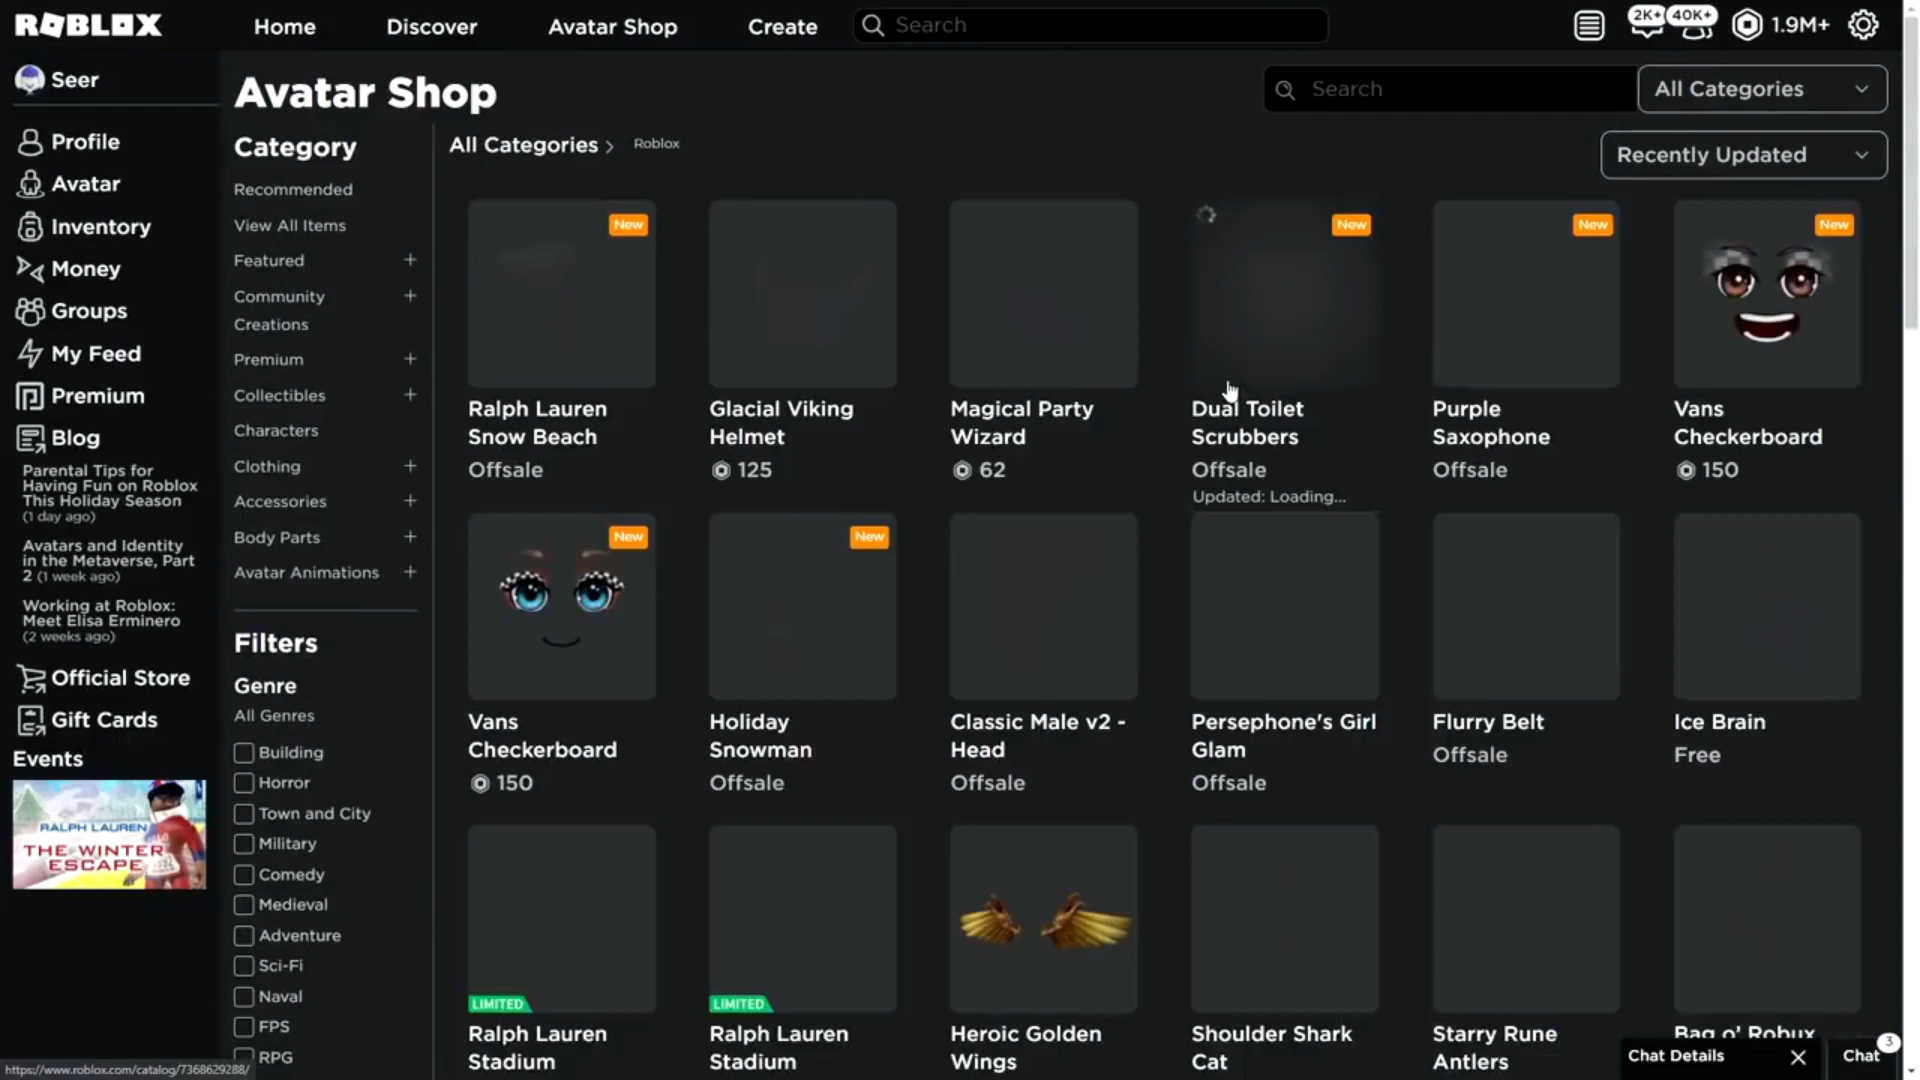 ROBLOX
Home
Discover
Avatar Shop
Create
Search
2K+
40K+
1.9M+
Seer
Profile
Avatar
Inventory
Money
Groups
My Feed
Premium
Blog
Parental Tips for
Having Fun on Roblox
This Holiday Season
(1 day ago)
Avatars and Identity
in the Metaverse, Part
2 (1 week ago)
Working at Roblox:
Meet Elisa Erminero
(2 weeks ago)
Official Store
Gift Cards
Events
RALPH LAUREN
THE WINTER
ESCAPE
Avatar Shop
Search
All Categories
Category
Recommended
View All Items
Featured +
Community +
Creations
Premium +
Collectibles +
Characters
Clothing +
Accessories +
Body Parts +
Avatar Animations +
Filters
Genre
All Genres
Building
Horror
Town and City
Military
Comedy
Medieval
Adventure
Sci-Fi
Naval
FPS
RPG
All Categories > Roblox
Recently Updated
New
Ralph Lauren
Snow Beach
Offsale
Glacial Viking
Helmet
125
Magical Party
Wizard
62
New
Dual Toilet
Scrubbers
Offsale
Updated: Loading...
New
Purple
Saxophone
Offsale
New
Vans
Checkerboard
150
New
Vans
Checkerboard
150
New
Holiday
Snowman
Offsale
Classic Male v2 -
Head
Offsale
Persephone's Girl
Glam
Offsale
Flurry Belt
Offsale
Ice Brain
Free
LIMITED
Ralph Lauren
Stadium
LIMITED
Ralph Lauren
Stadium
Heroic Golden
Wings
Shoulder Shark
Cat
Starry Rune
Antlers
Bag o' Robux
Chat Details
Chat
3
https://www.roblox.com/catalog/7368629288/